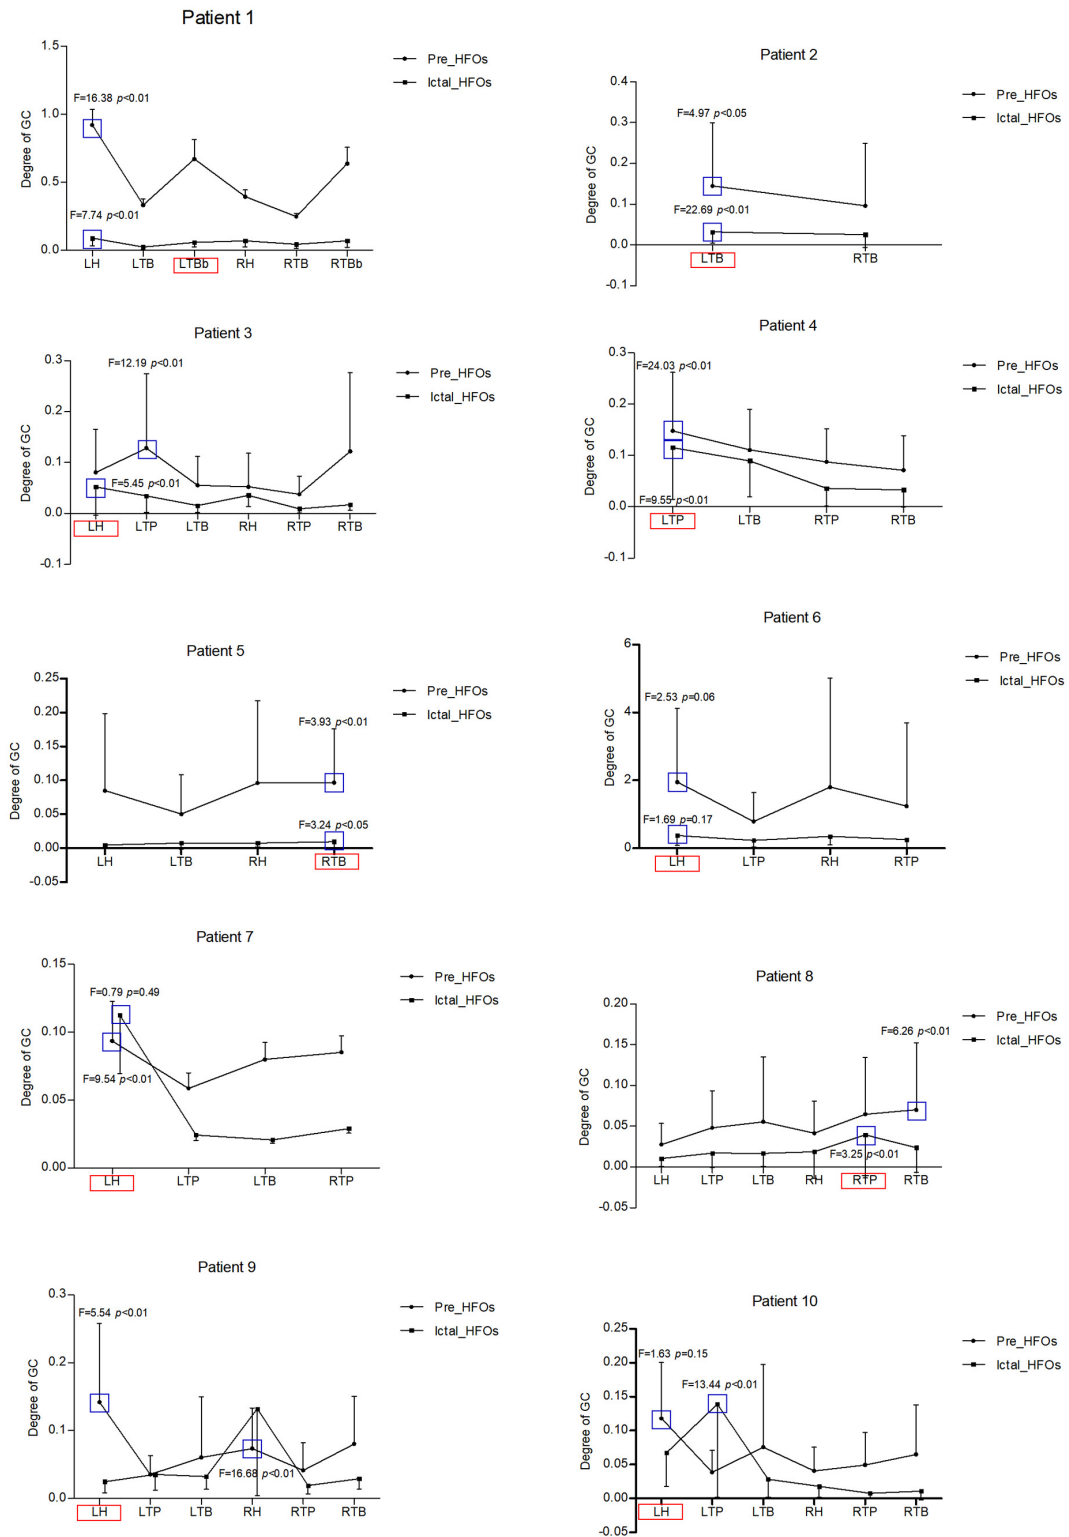 Patient 1
1.5
Pre_HFOs
Ictal_HFOs
F=16.38 p<0.01
1.0
Degree of GC
0.5
F=7.74 p<0.01
0.0
LH LTB LTBb RH RTB RTBb
Patient 2
0.4
Pre_HFOs
Ictal_HFOs
F=4.97 p<0.05
0.3
0.2
Degree of GC
F=22.69 p<0.01
0.1
0.0
LTB RTB
-0.1
Patient 3
0.3
F=12.19 p<0.01
Pre_HFOs
Ictal_HFOs
0.2
Degree of GC
0.1
F=5.45 p<0.01
0.0
LH LTP LTB RH RTP RTB
-0.1
Patient 4
0.3
F=24.03 p<0.01
Pre_HFOs
Ictal_HFOs
0.2
Degree of GC
0.1
F=9.55 p<0.01
0.0
LTP LTB RTP RTB
-0.1
Patient 5
0.25
Pre_HFOs
Ictal_HFOs
0.20
F=3.93 p<0.01
0.15
Degree of GC
0.10
0.05
F=3.24 p<0.05
0.00
LH LTB RH RTB
-0.05
Patient 6
6
Pre_HFOs
Ictal_HFOs
F=2.53 p=0.06
4
Degree of GC
2
F=1.69 p=0.17
0
LH LTP RH RTP
Patient 7
0.15
Pre_HFOs
Ictal_HFOs
F=0.79 p=0.49
0.10
Degree of GC
F=9.54 p<0.01
0.05
0.00
LH LTP LTB RTP
Patient 8
0.20
Pre_HFOs
Ictal_HFOs
F=6.26 p<0.01
0.15
0.10
Degree of GC
0.05
F=3.25 p<0.01
0.00
LH LTP LTB RH RTP RTB
-0.05
Patient 9
0.3
F=5.54 p<0.01
Pre_HFOs
Ictal_HFOs
0.2
Degree of GC
0.1
F=16.68 p<0.01
0.0
LH LTP LTB RH RTP RTB
Patient 10
0.25
Pre_HFOs
Ictal_HFOs
F=1.63 p=0.15
0.20
F=13.44 p<0.01
0.15
Degree of GC
0.10
0.05
0.00
LH LTP LTB RH RTP RTB
-0.05